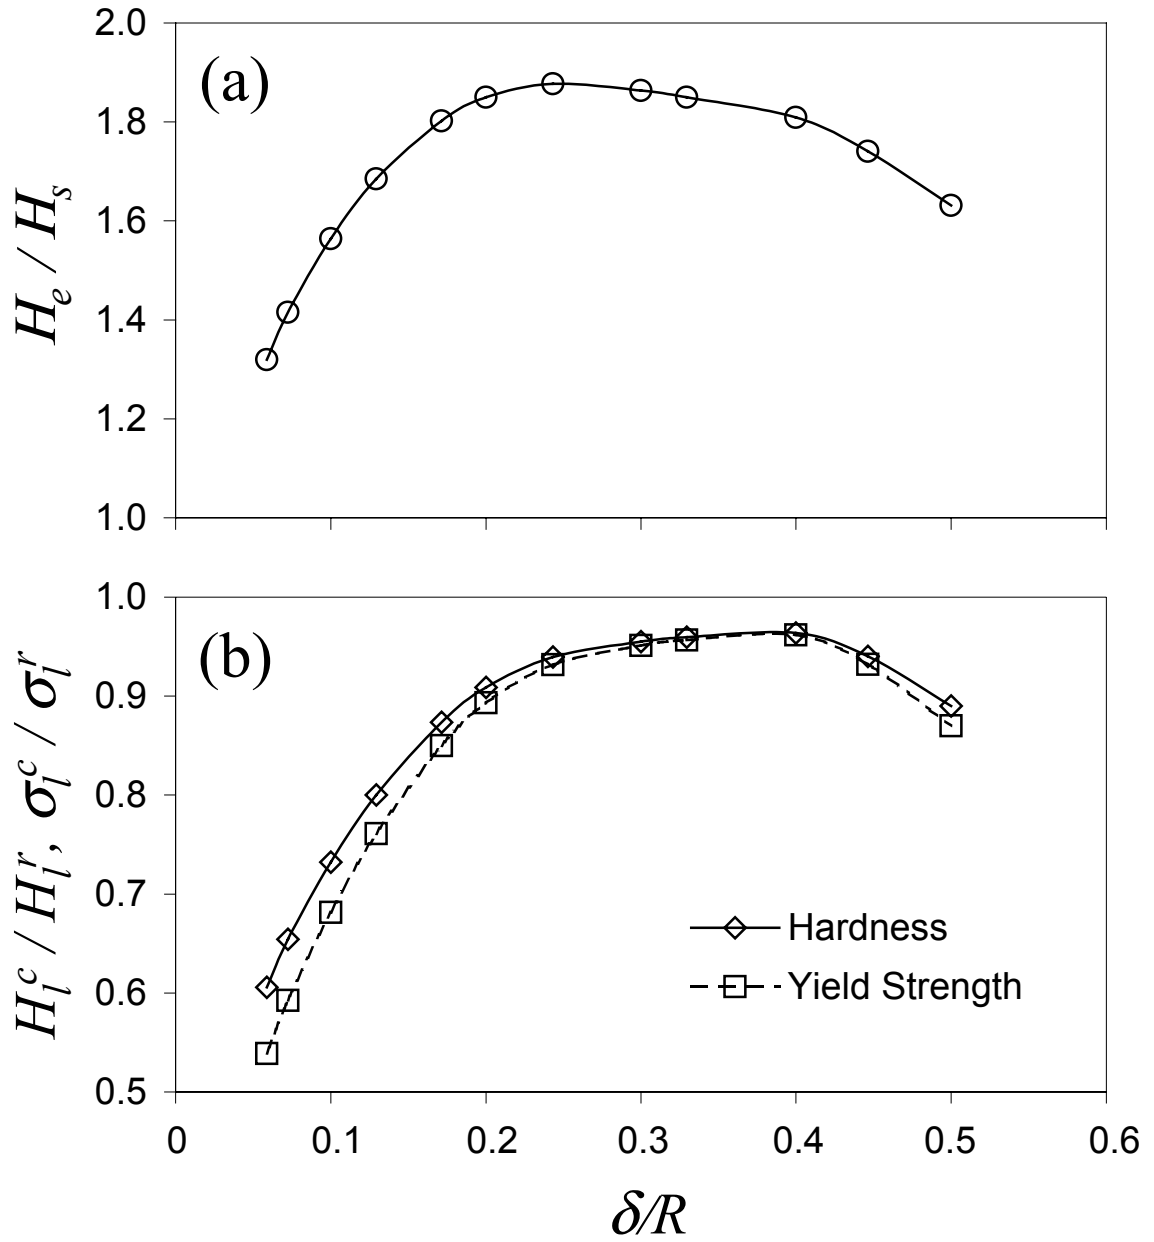 2.0
(a)
1.8
1.6
1.4
1.2
1.0
H_e / H_s
1.0
(b)
0.9
0.8
0.7
0.6
0.5
H_l^c / H_l^r, σ_l^c / σ_l^r
Hardness
Yield Strength
0 0.1 0.2 0.3 0.4 0.5 0.6
δ/R